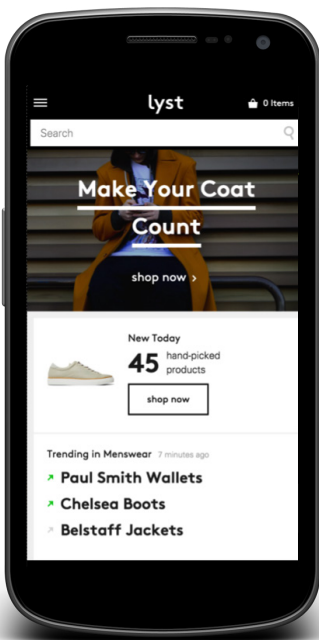 lyst
0 Items
Search
Make Your Coat
Count
shop now ›
New Today
45 hand-picked
products
shop now
Trending in Menswear 7 minutes ago
Paul Smith Wallets
Chelsea Boots
Belstaff Jackets